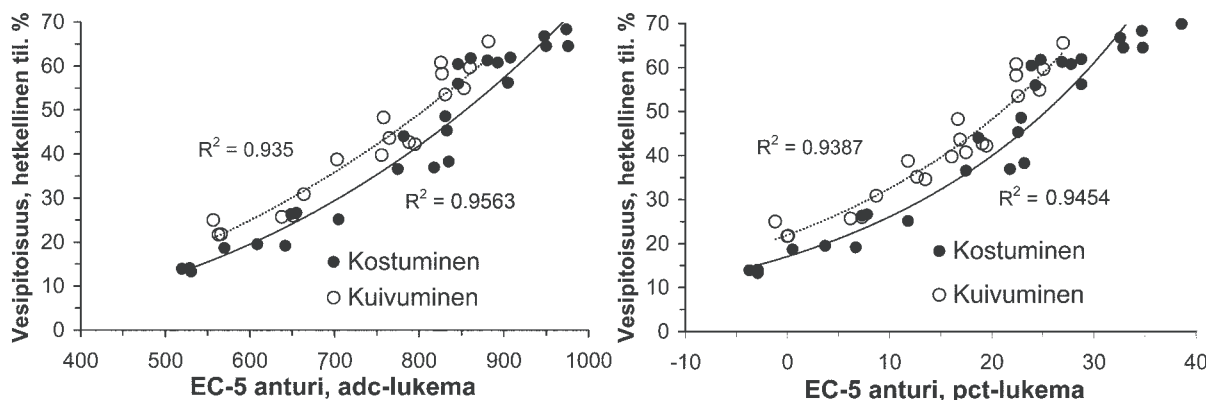 Vesipitoisuus, hetkellinen til. %
70
60
50
40
30
20
10
0
400
500
600
700
800
900
1000
R² = 0.935
R² = 0.9563
Kostuminen
Kuivuminen
EC-5 anturi, adc-lukema
Vesipitoisuus, hetkellinen til. %
70
60
50
40
30
20
10
0
-10
0
10
20
30
40
R² = 0.9387
R² = 0.9454
Kostuminen
Kuivuminen
EC-5 anturi, pct-lukema